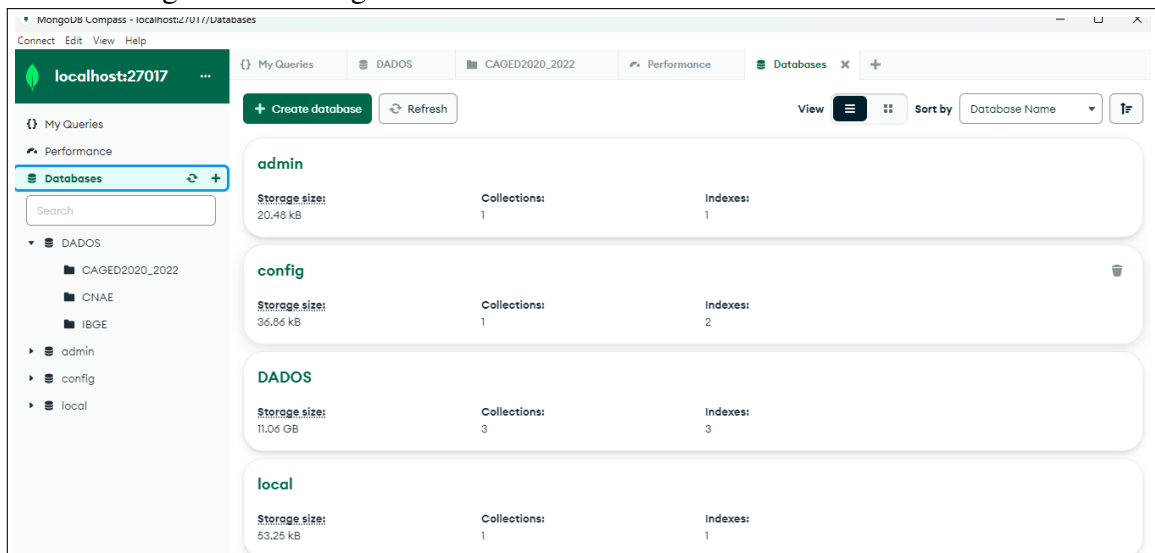 MongoDB Compass - localhost:27017/Databases
Connect Edit View Help
localhost:27017 ...
{} My Queries DADOS CAGED2020_2022 Performance Databases X +
+ Create database Refresh View Sort by Database Name
{} My Queries
Performance
Databases +
Search
DADOS
CAGED2020_2022
CNAE
IBGE
admin
config
local
admin
Storage size: Collections: Indexes:
20.48 kB 1 1
config
Storage size: Collections: Indexes:
36.86 kB 1 2
DADOS
Storage size: Collections: Indexes:
11.06 GB 3 3
local
Storage size: Collections: Indexes:
53.25 kB 1 1